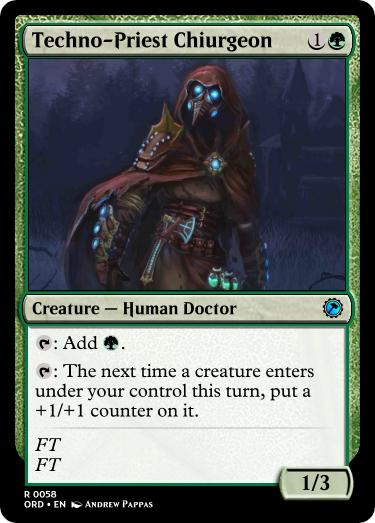 Techno-Priest Chiurgeon 1
Creature — Human Doctor
: Add .
: The next time a creature enters
under your control this turn, put a
+1/+1 counter on it.
FT
FT
1/3
R 0058
ORD • EN Andrew Pappas